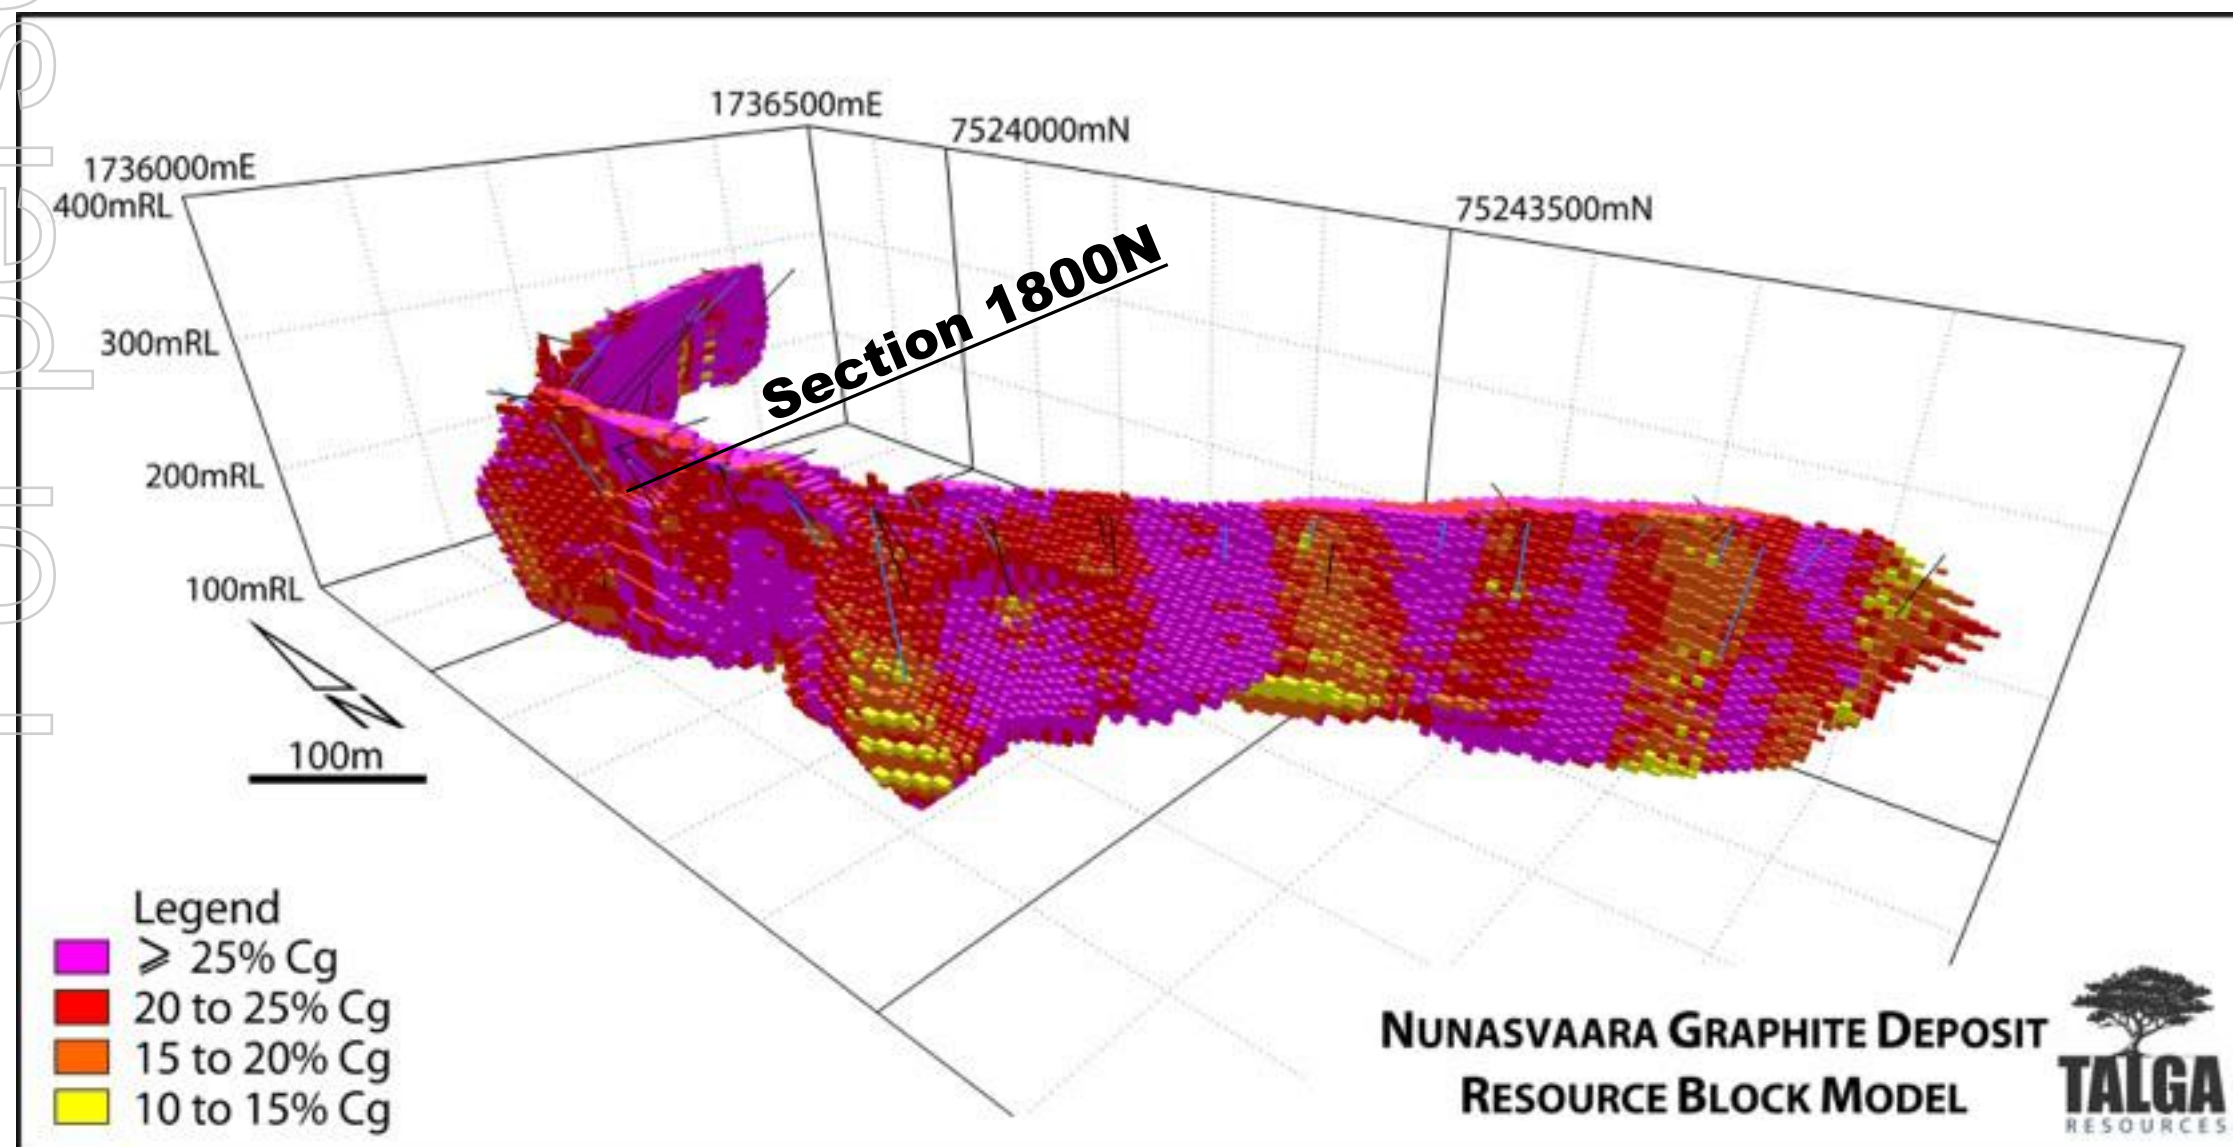 1736500mE
7524000mN
1736000mE
400mRL
75243500mN
Section 1800N
300mRL
200mRL
100mRL
100m
Legend
⩾ 25% Cg
20 to 25% Cg
15 to 20% Cg
10 to 15% Cg
NUNASVAARA GRAPHITE DEPOSIT
RESOURCE BLOCK MODEL
TALGA
RESOURCES